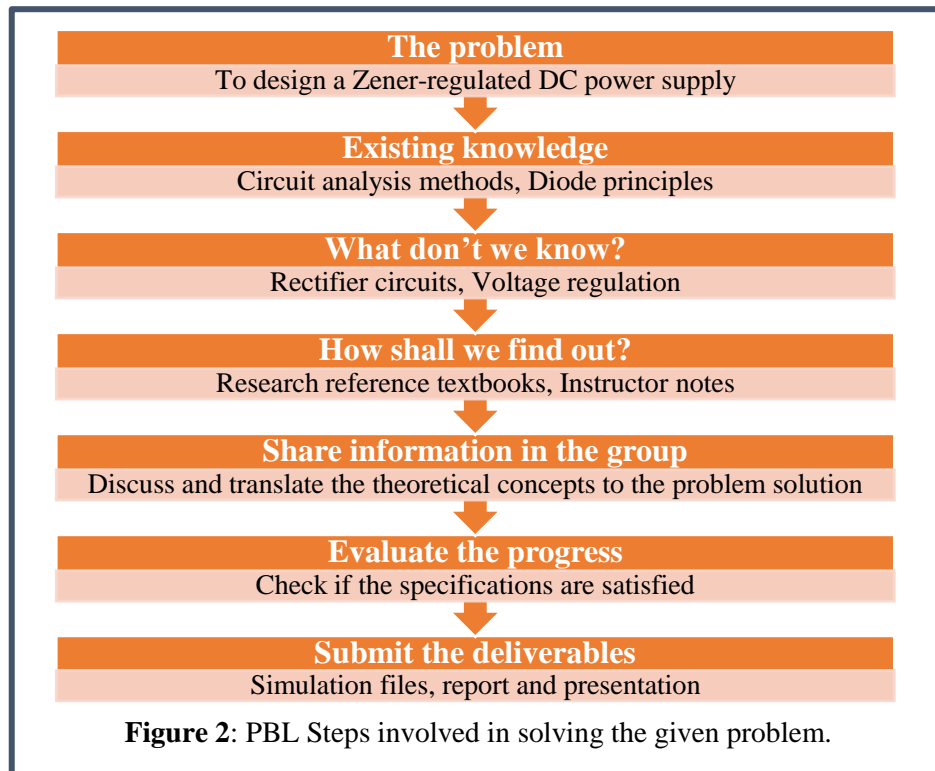 The problem
To design a Zener-regulated DC power supply
Existing knowledge
Circuit analysis methods, Diode principles
What don’t we know?
Rectifier circuits, Voltage regulation
How shall we find out?
Research reference textbooks, Instructor notes
Share information in the group
Discuss and translate the theoretical concepts to the problem solution
Evaluate the progress
Check if the specifications are satisfied
Submit the deliverables
Simulation files, report and presentation
Figure 2: PBL Steps involved in solving the given problem.